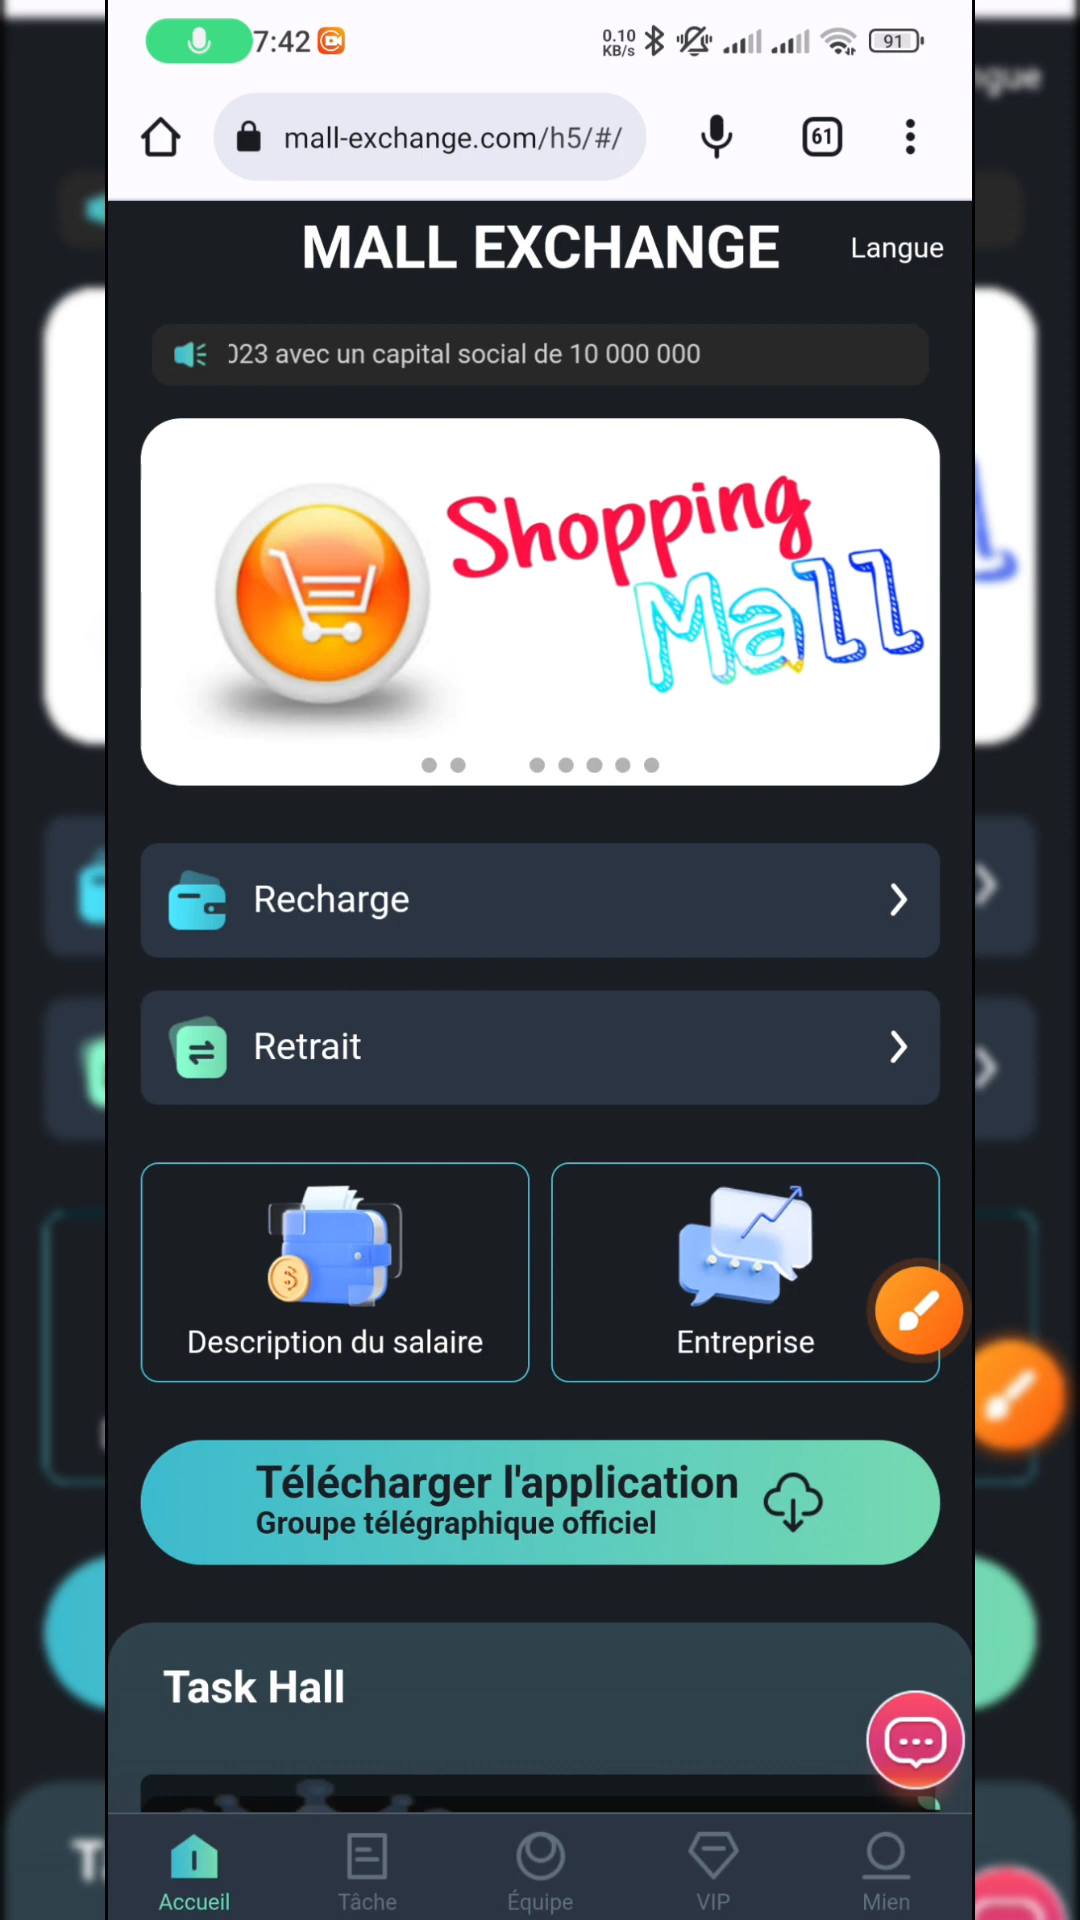 7:42
0.10
KB/s
91
mall-exchange.com/h5/#/
61
MALL EXCHANGE
Langue
023 avec un capital social de 10 000 000
Shopping
Mall
Recharge
Retrait
Description du salaire
Entreprise
Télécharger l'application
Groupe télégraphique officiel
Task Hall
Accueil
Tâche
Équipe
VIP
Mien